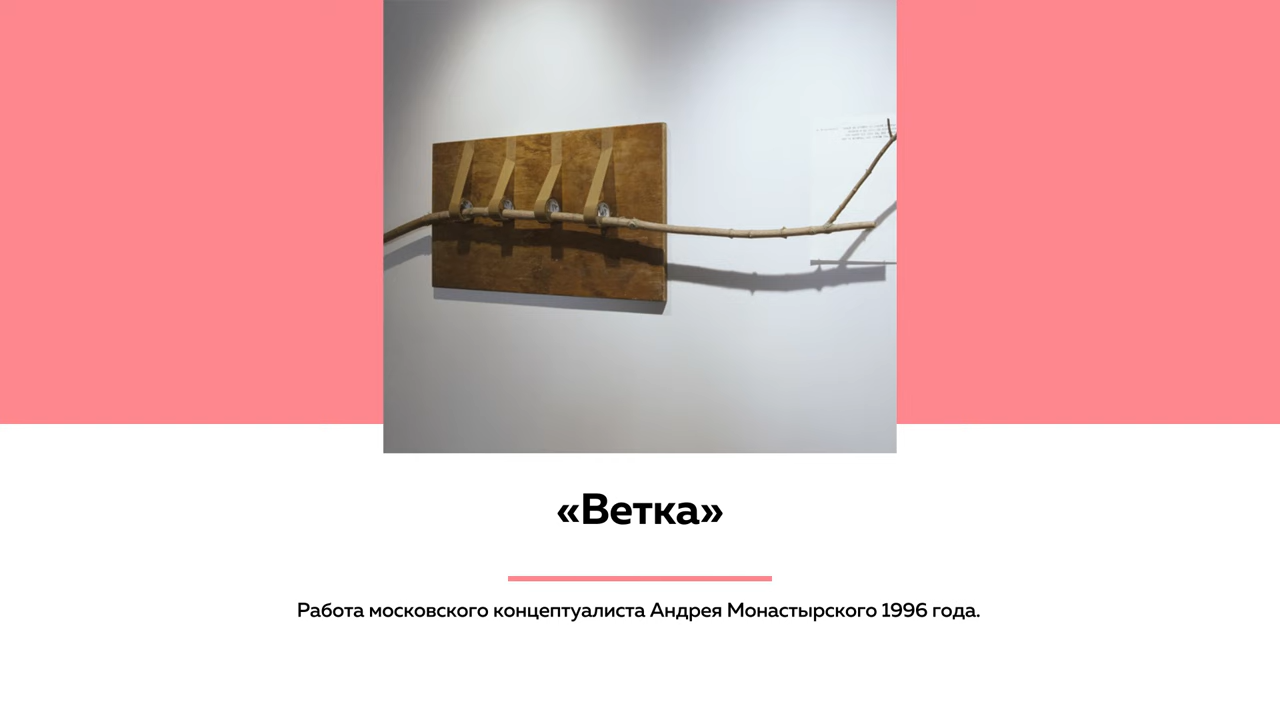 «Ветка»
Работа московского концептуалиста Андрея Монастырского 1996 года.